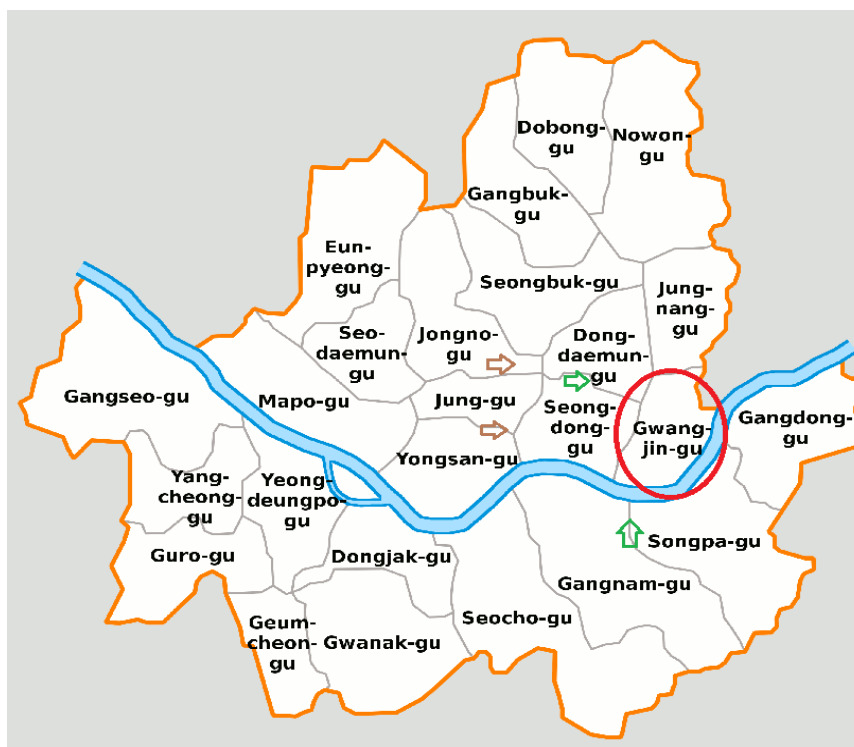 Dobong-
gu
Nowon-
gu
Gangbuk-
gu
Eun-
pyeong-
gu
Seongbuk-gu
Jung-
nang-
gu
Seo-
daemun-
gu
Jongno-
gu
Dong-
daemun-
gu
Gangseo-gu
Mapo-gu
Jung-gu
Seong-
dong-
gu
Gwang-
jin-gu
Gangdong-
gu
Yongsan-gu
Yang-
cheong-
gu
Yeong-
deungpo-
gu
Guro-gu
Dongjak-gu
Songpa-gu
Gangnam-gu
Geum-
cheon-
gu
Gwanak-gu
Seocho-gu